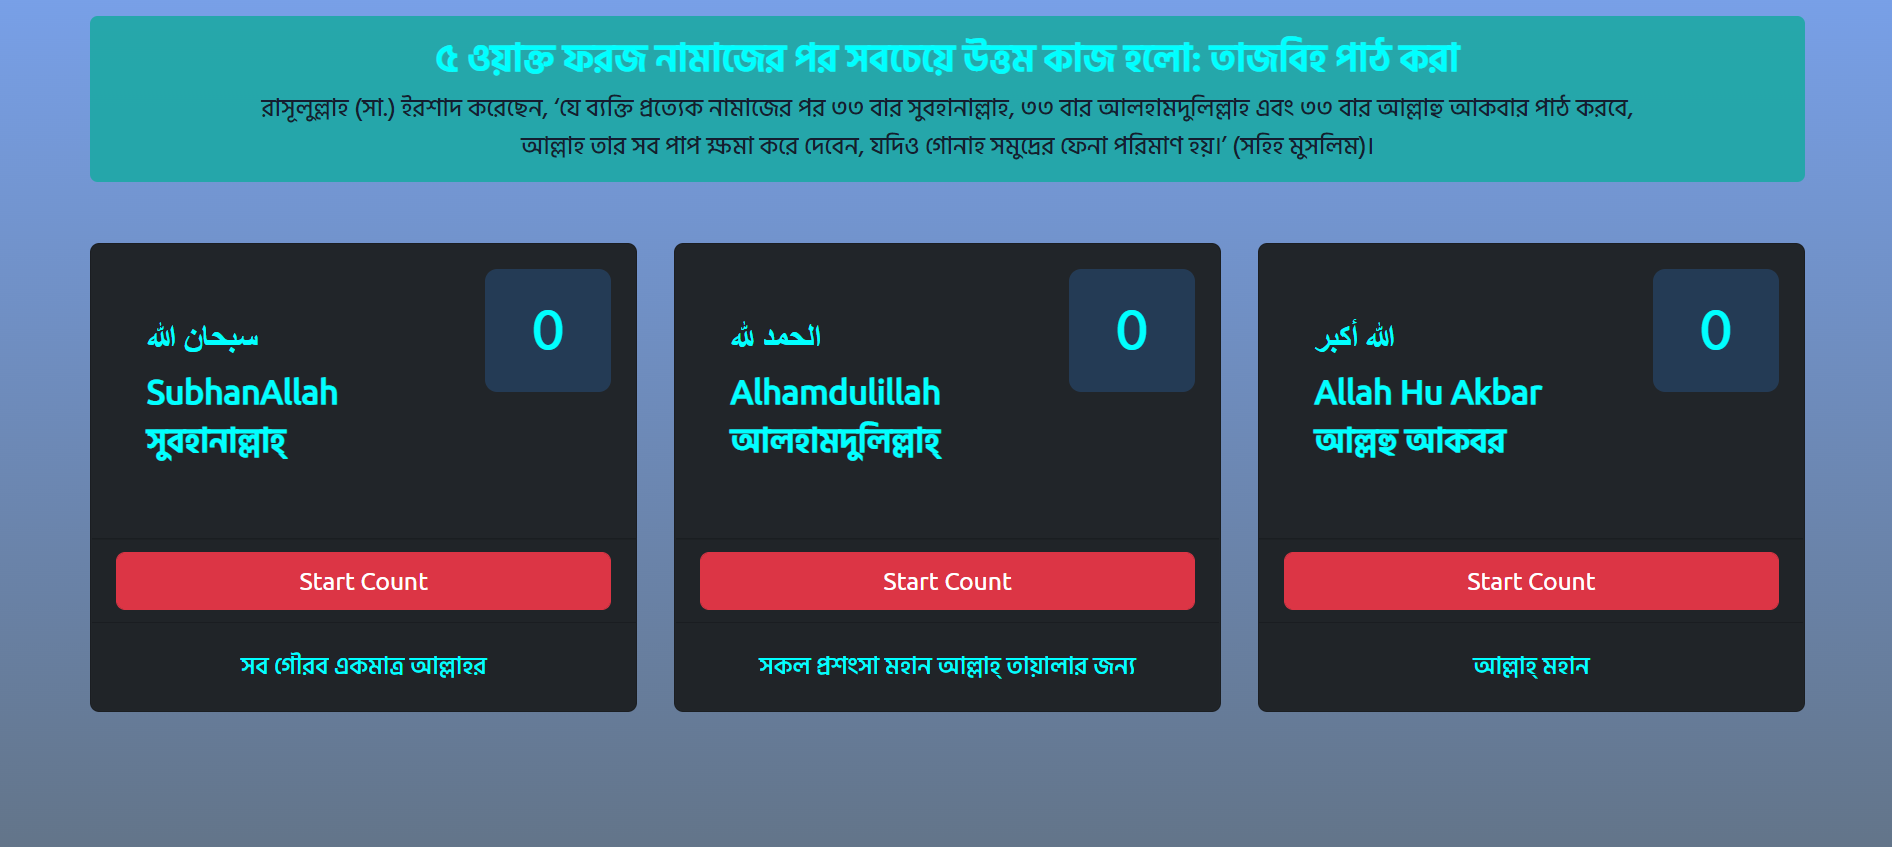 ৫ ওয়াক্ত ফরজ নামাজের পর সবচেয়ে উত্তম কাজ হলো: তাজবিহ পাঠ করা
রাসূলুল্লাহ (সা.) ইরশাদ করেছেন, ‘যে ব্যক্তি প্রত্যেক নামাজের পর ৩৩ বার সুবহানাল্লাহ, ৩৩ বার আলহামদুলিল্লাহ এবং ৩৩ বার আল্লাহু আকবার পাঠ করবে,
আল্লাহ তার সব পাপ ক্ষমা করে দেবেন, যদিও গোনাহ সমুদ্রের ফেনা পরিমাণ হয়।’ (সহিহ মুসলিম)।
0
سبحان الله
SubhanAllah
সুবহানাল্লাহ্
Start Count
সব গৌরব একমাত্র আল্লাহর
0
الحمد لله
Alhamdulillah
আলহামদুলিল্লাহ্
Start Count
সকল প্রশংসা মহান আল্লাহ্ তায়ালার জন্য
0
الله أكبر
Allah Hu Akbar
আল্লহু আকবর
Start Count
আল্লাহ্ মহান